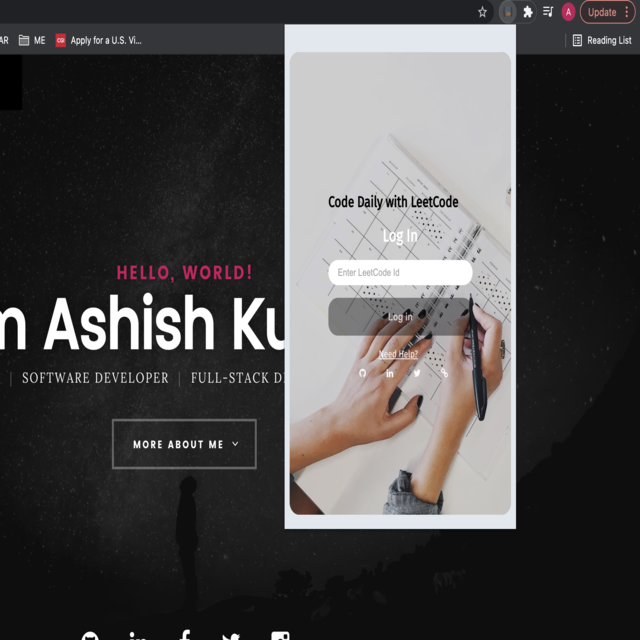 Update
AR
ME
Apply for a U.S. Vi...
Reading List
A
Code Daily with LeetCode
Log In
Enter LeetCode Id
Log in
Need Help?
HELLO, WORLD!
m Ashish Ku
SOFTWARE DEVELOPER | FULL-STACK D
MORE ABOUT ME